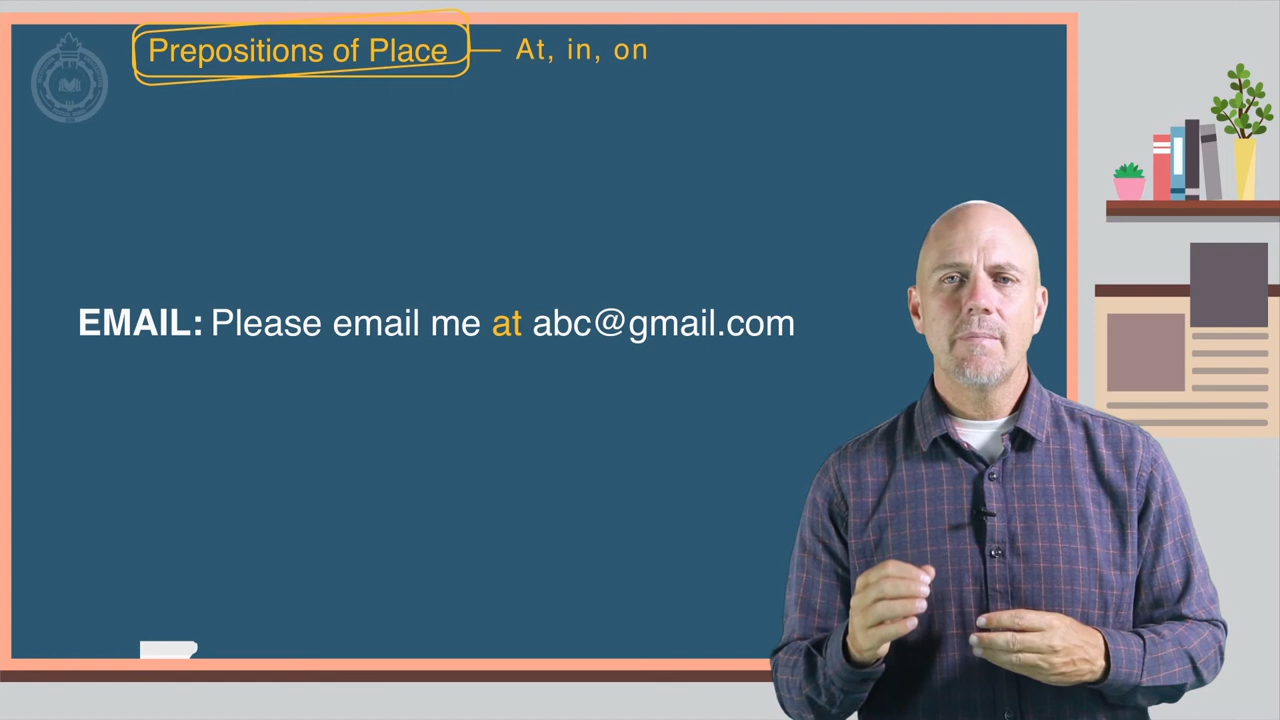 Prepositions of Place — At, in, on
EMAIL: Please email me at abc@gmail.com